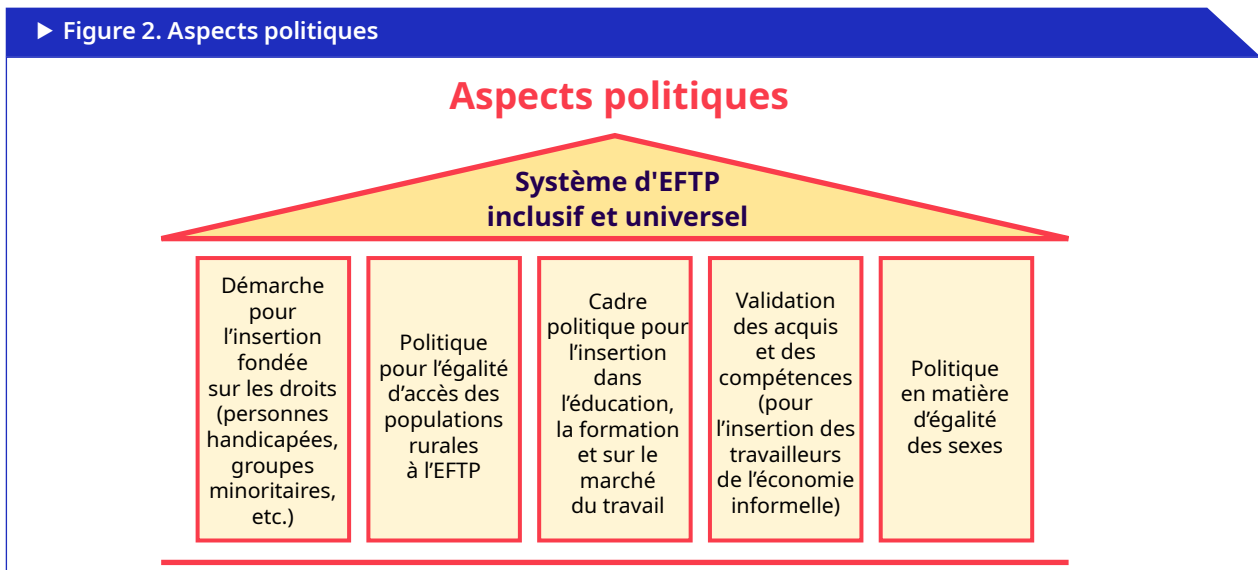 ▶ Figure 2. Aspects politiques
Aspects politiques
Système d'EFTP
inclusif et universel
Démarche
pour
l’insertion
fondée
sur les droits
(personnes
handicapées,
groupes
minoritaires,
etc.)
Politique
pour l’égalité
d’accès des
populations
rurales
à l’EFTP
Cadre
politique pour
l’insertion
dans
l’éducation,
la formation
et sur le
marché
du travail
Validation
des acquis
et des
compétences
(pour
l’insertion des
travailleurs
de l’économie
informelle)
Politique
en matière
d’égalité
des sexes